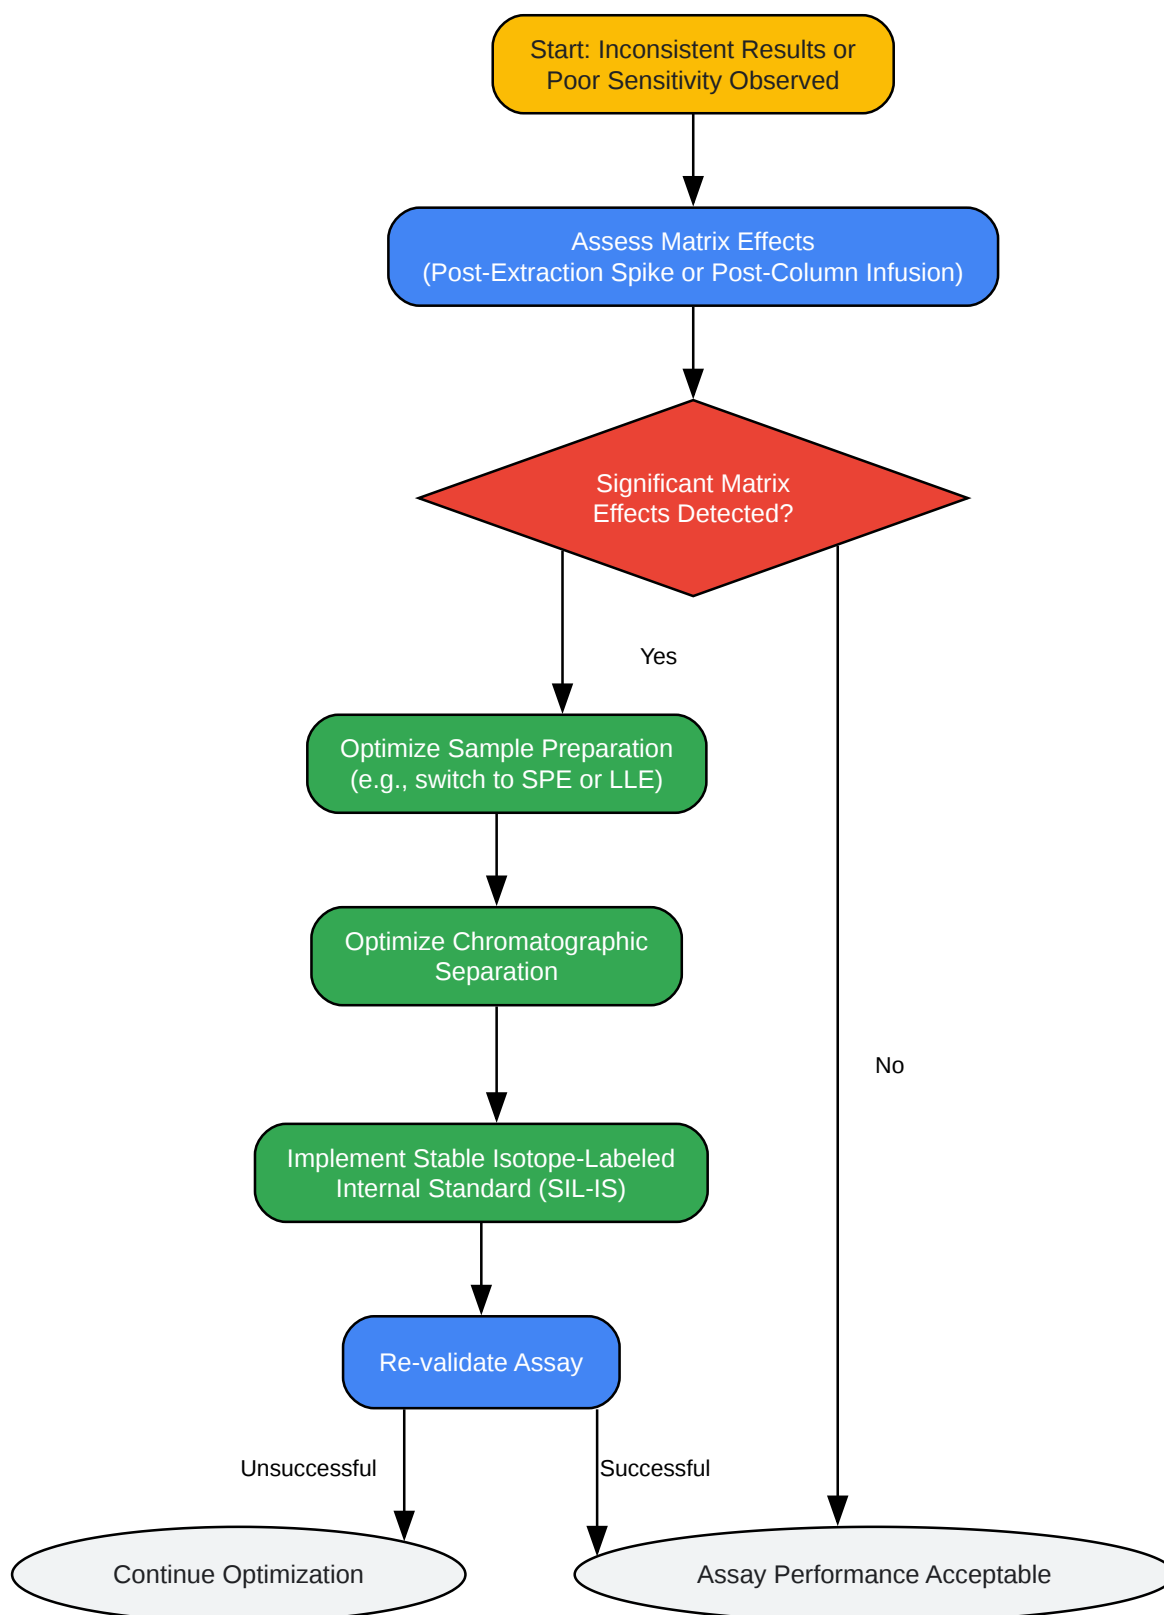 Start: Inconsistent Results or
Poor Sensitivity Observed
Assess Matrix Effects
(Post-Extraction Spike or Post-Column Infusion)
Significant Matrix
Effects Detected?
Yes
Optimize Sample Preparation
(e.g., switch to SPE or LLE)
Optimize Chromatographic
Separation
No
Implement Stable Isotope-Labeled
Internal Standard (SIL-IS)
Re-validate Assay
Unsuccessful
Successful
Continue Optimization
Assay Performance Acceptable